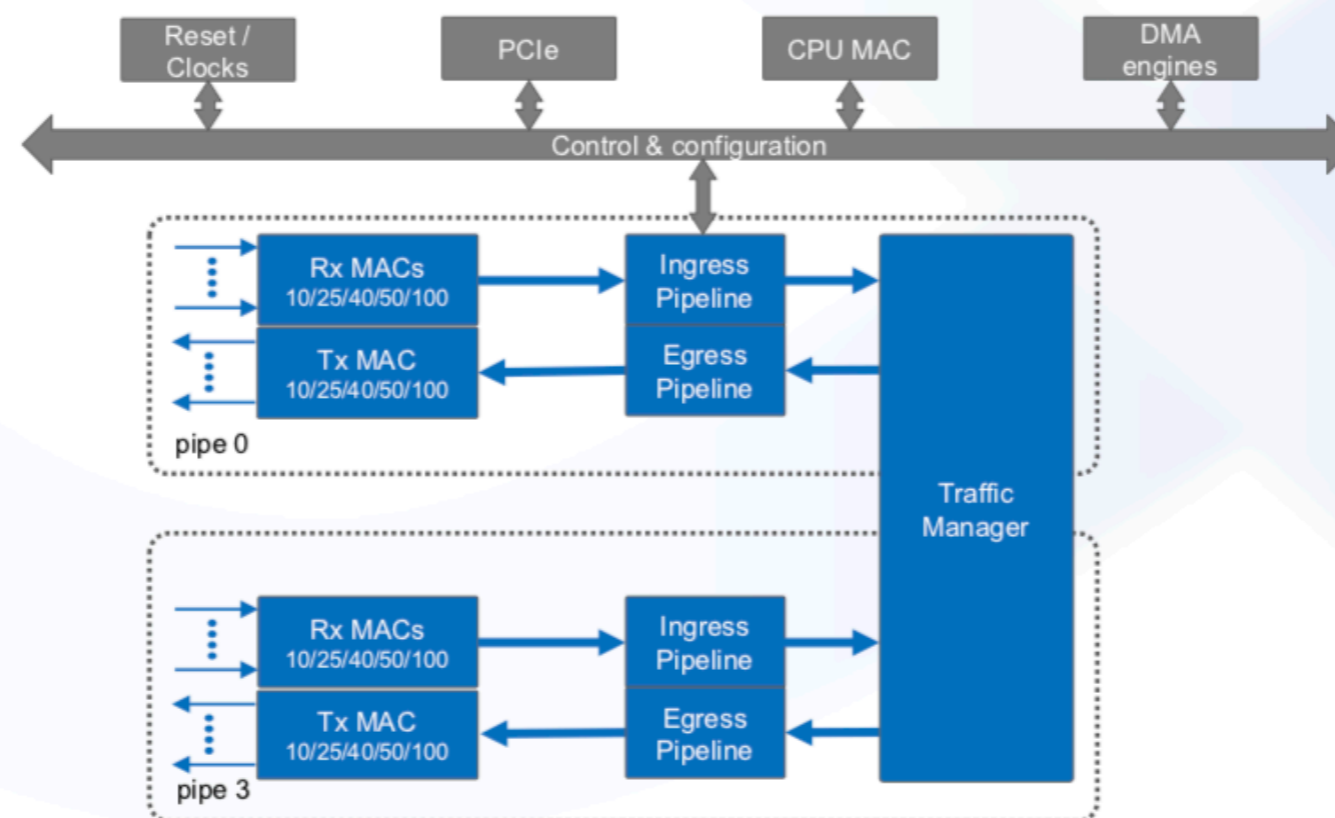 Reset /
Clocks
PCIe
CPU MAC
DMA
engines
Control & configuration
Rx MACs
10/25/40/50/100
Ingress
Pipeline
Tx MAC
10/25/40/50/100
Egress
Pipeline
pipe 0
Traffic
Manager
Rx MACs
10/25/40/50/100
Ingress
Pipeline
Tx MAC
10/25/40/50/100
Egress
Pipeline
pipe 3